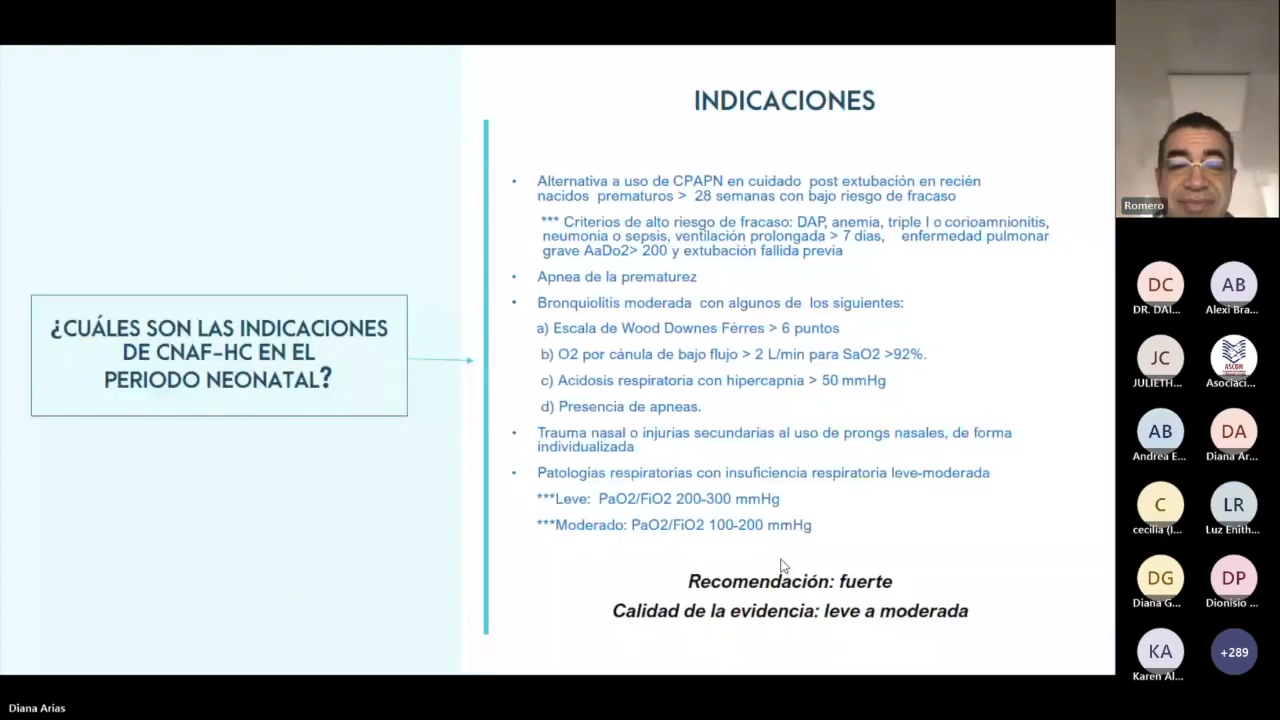 INDICACIONES
• Alternativa a uso de CPAPN en cuidado post extubación en recién
nacidos prematuros > 28 semanas con bajo riesgo de fracaso
*** Criterios de alto riesgo de fracaso: DAP, anemia, triple I o corioamnionitis,
neumonia o sepsis, ventilación prolongada > 7 dias, enfermedad pulmonar
grave AaDo2> 200 y extubación fallida previa
• Apnea de la prematurez
• Bronquiolitis moderada con algunos de los siguientes:
a) Escala de Wood Downes Férres > 6 puntos
b) O2 por cánula de bajo flujo > 2 L/min para SaO2 >92%.
c) Acidosis respiratoria con hipercapnia > 50 mmHg
d) Presencia de apneas.
• Trauma nasal o injurias secundarias al uso de prongs nasales, de forma
individualizada
• Patologías respiratorias con insuficiencia respiratoria leve-moderada
***Leve: PaO2/FiO2 200-300 mmHg
***Moderado: PaO2/FiO2 100-200 mmHg
Recomendación: fuerte
Calidad de la evidencia: leve a moderada
¿CUÁLES SON LAS INDICACIONES
DE CNAF-HC EN EL
PERIODO NEONATAL?
Romero
DC
DR. DAI...
AB
Alexi Bra...
JC
JULIETH...
ASCON
Asociaci...
AB
Andrea E...
DA
Diana Ar...
C
cecilia (I...
LR
Luz Enith...
DG
Diana G...
DP
Dionisio ...
KA
Karen Al...
+289
Diana Arias